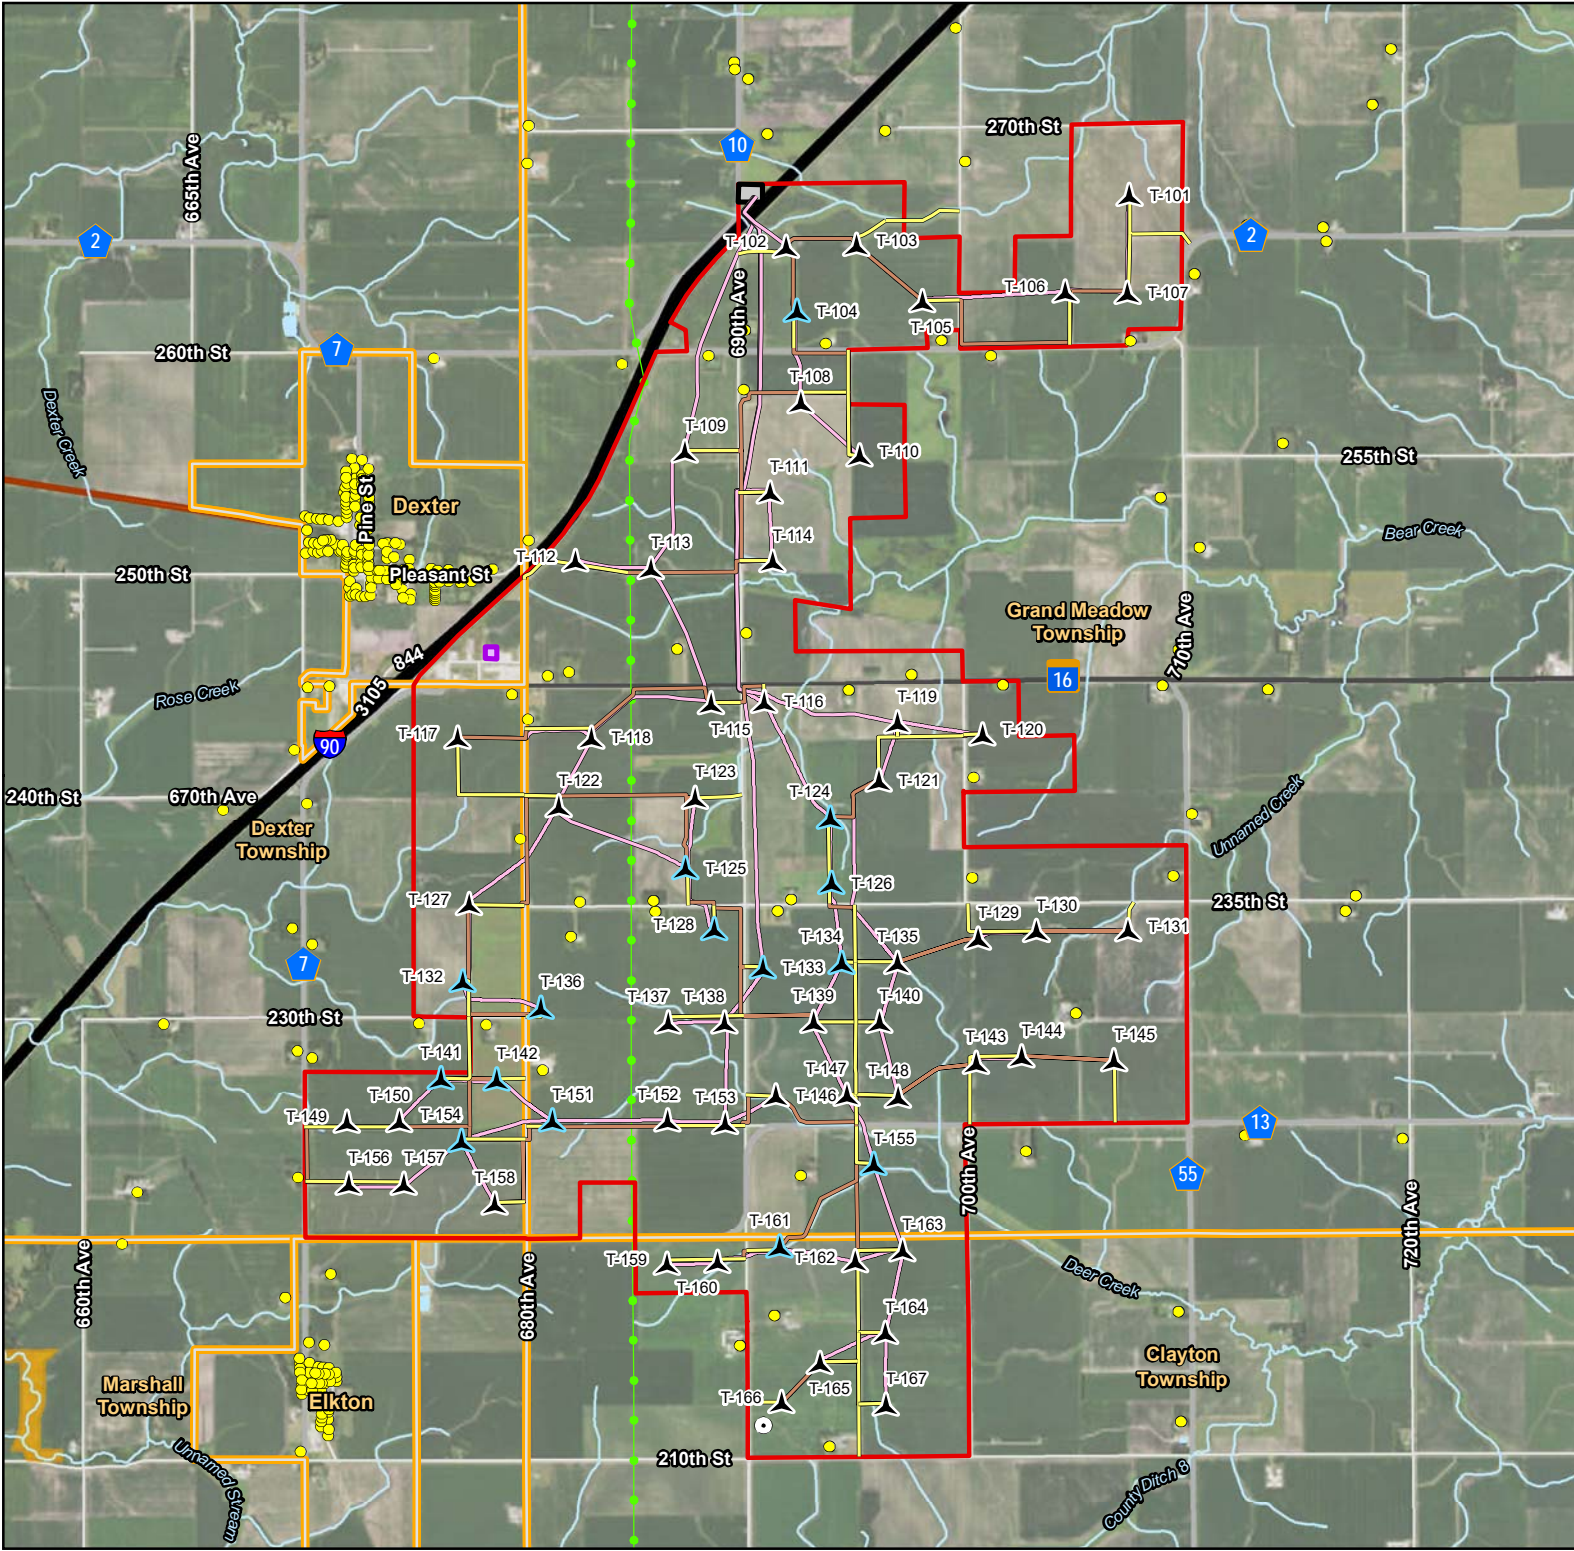 270th St
10
665th Ave
T-101
2
T-102
T-103
2
690th Ave
T-106
T-107
T-104
T-105
260th St
7
T-108
Dexter Creek
T-109
T-110
255th St
T-111
Pine St
Dexter
Bear Creek
T-114
T-112
T-113
250th St
Pleasant St
Grand Meadow
Township
710th Ave
844
3105
16
Rose Creek
T-115
T-116
T-119
T-120
T-117
T-118
90
T-123
T-122
T-121
T-124
240th St
670th Ave
Dexter
Township
Unnamed Creek
T-125
T-126
T-127
235th St
T-128
T-129
T-130
T-131
T-134
T-135
7
T-132
T-136
T-133
T-137
T-138
T-139
T-140
230th St
T-143
T-144
T-145
T-141
T-142
T-147
T-148
T-149
T-150
T-154
T-151
T-152
T-153
T-146
13
T-155
T-156
T-157
T-158
700th Ave
55
720th Ave
T-161
T-163
T-159
T-162
T-160
660th Ave
680th Ave
Deer Creek
T-164
Clayton
Township
Marshall
Township
Elkton
T-165
T-167
T-166
210th St
Unnamed Stream
County Ditch 8